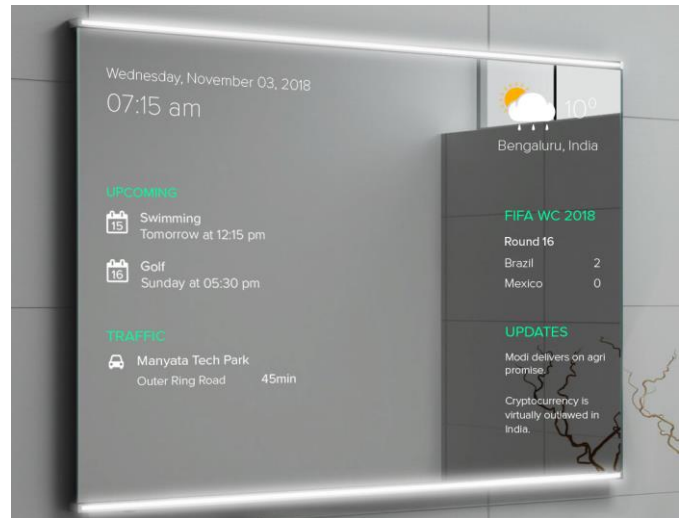 Wednesday, November 03, 2018
07:15 am
10°
Bengaluru, India
UPCOMING
15
Swimming
Tomorrow at 12:15 pm
16
Golf
Sunday at 05:30 pm
TRAFFIC
Manyata Tech Park
Outer Ring Road 45min
FIFA WC 2018
Round 16
Brazil 2
Mexico 0
UPDATES
Modi delivers on agri
promise.
Cryptocurrency is
virtually outlawed in
India.